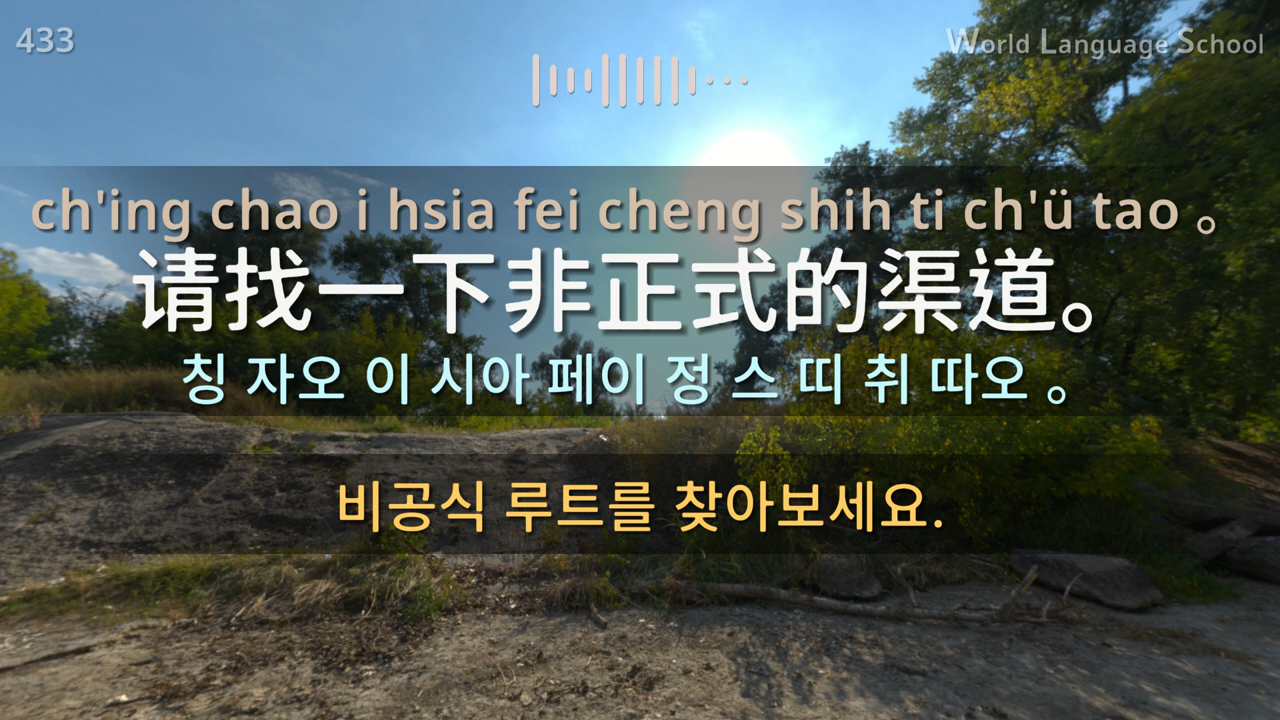 433
World Language School
ch'ing chao i hsia fei cheng shih ti ch'ü tao 。
请找一下非正式的渠道。
칭 자오 이 시아 페이 정 스 띠 취 따오 。
비공식 루트를 찾아보세요.